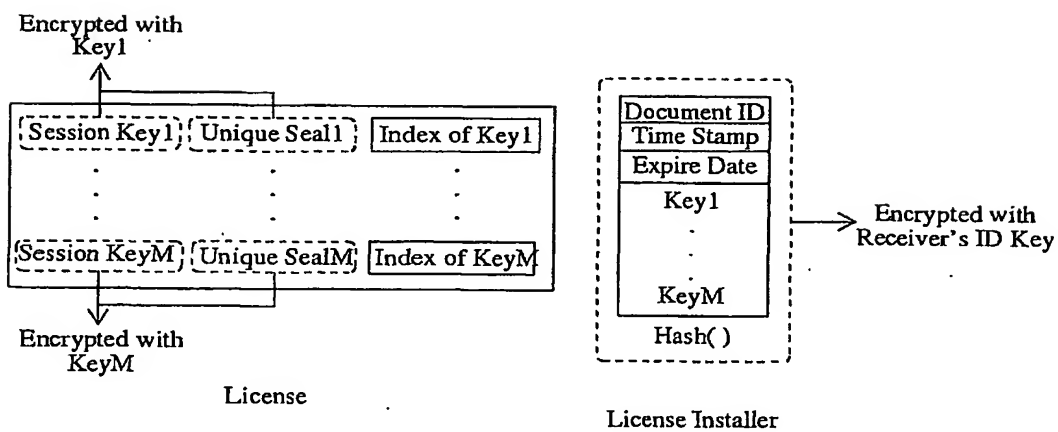 Encrypted with
Key1
Session Key1 Unique Seal1 Index of Key1
Session KeyM Unique SealM Index of KeyM
Encrypted with
KeyM
License
Document ID
Time Stamp
Expire Date
Key1
KeyM
Hash( )
Encrypted with
Receiver's ID Key
License Installer